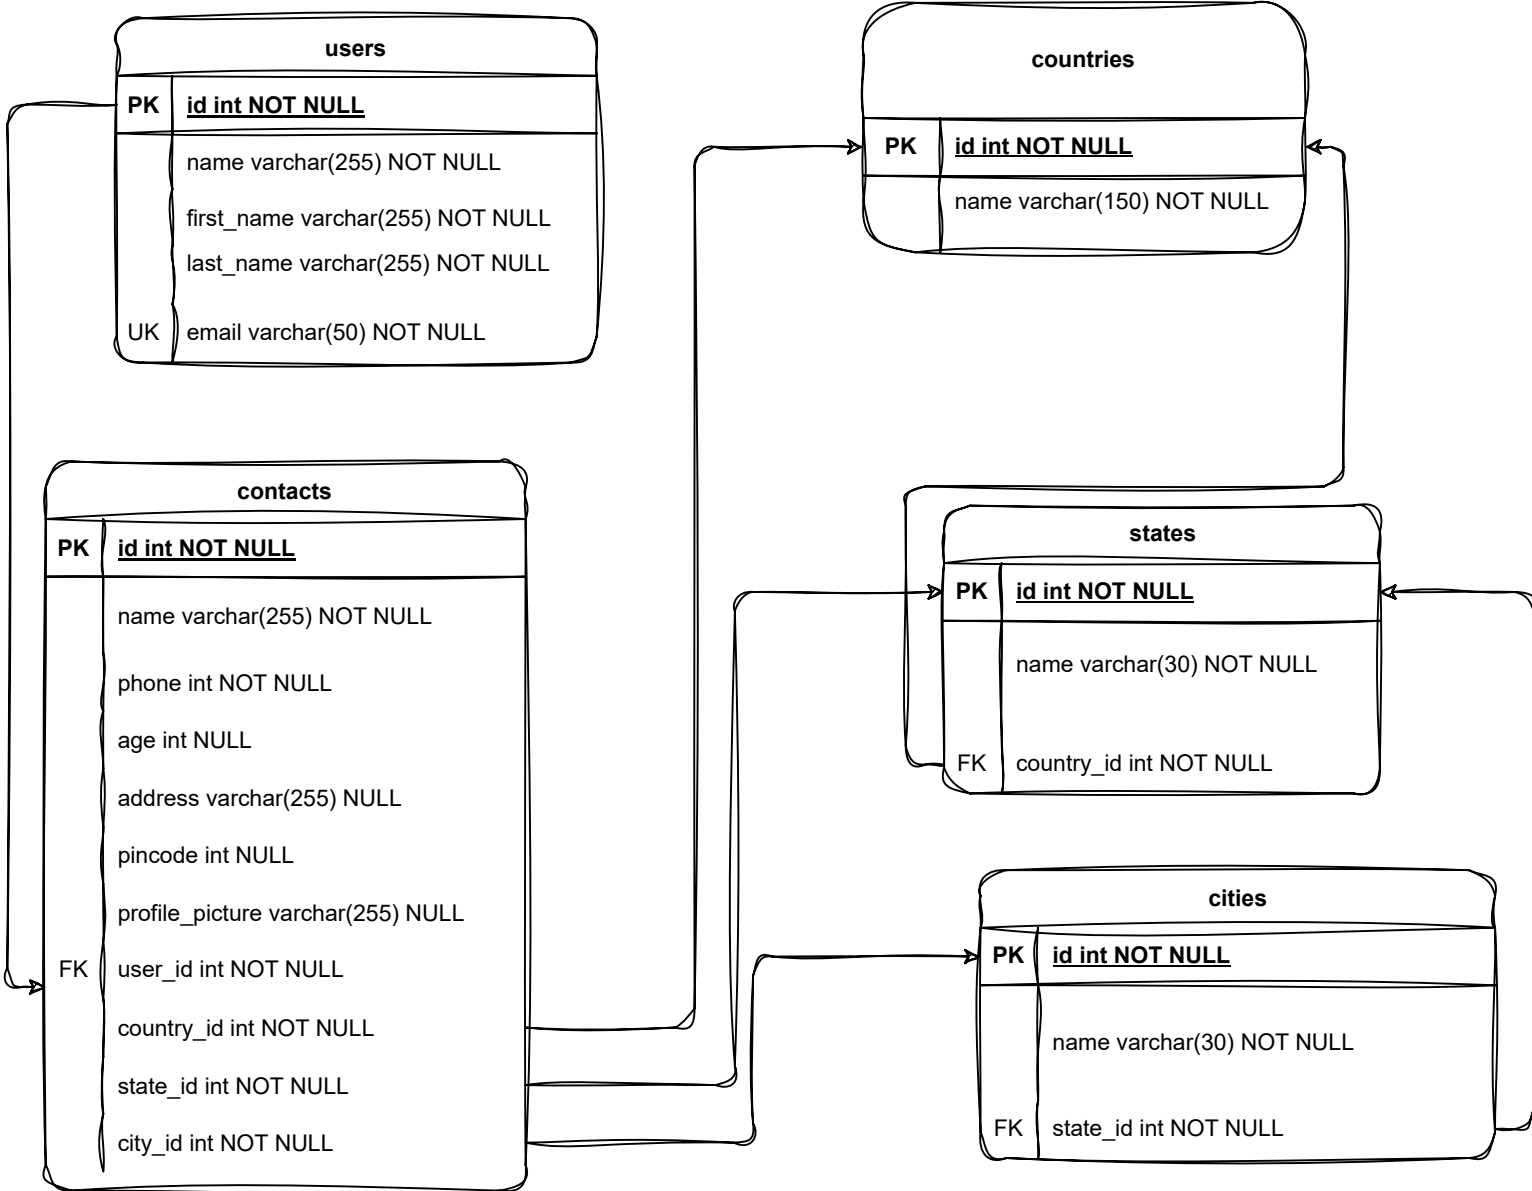 users
PK id int NOT NULL
name varchar(255) NOT NULL
first_name varchar(255) NOT NULL
last_name varchar(255) NOT NULL
UK email varchar(50) NOT NULL
countries
PK id int NOT NULL
name varchar(150) NOT NULL
contacts
PK id int NOT NULL
name varchar(255) NOT NULL
phone int NOT NULL
age int NULL
address varchar(255) NULL
pincode int NULL
profile_picture varchar(255) NULL
FK user_id int NOT NULL
country_id int NOT NULL
state_id int NOT NULL
city_id int NOT NULL
states
PK id int NOT NULL
name varchar(30) NOT NULL
FK country_id int NOT NULL
cities
PK id int NOT NULL
name varchar(30) NOT NULL
FK state_id int NOT NULL